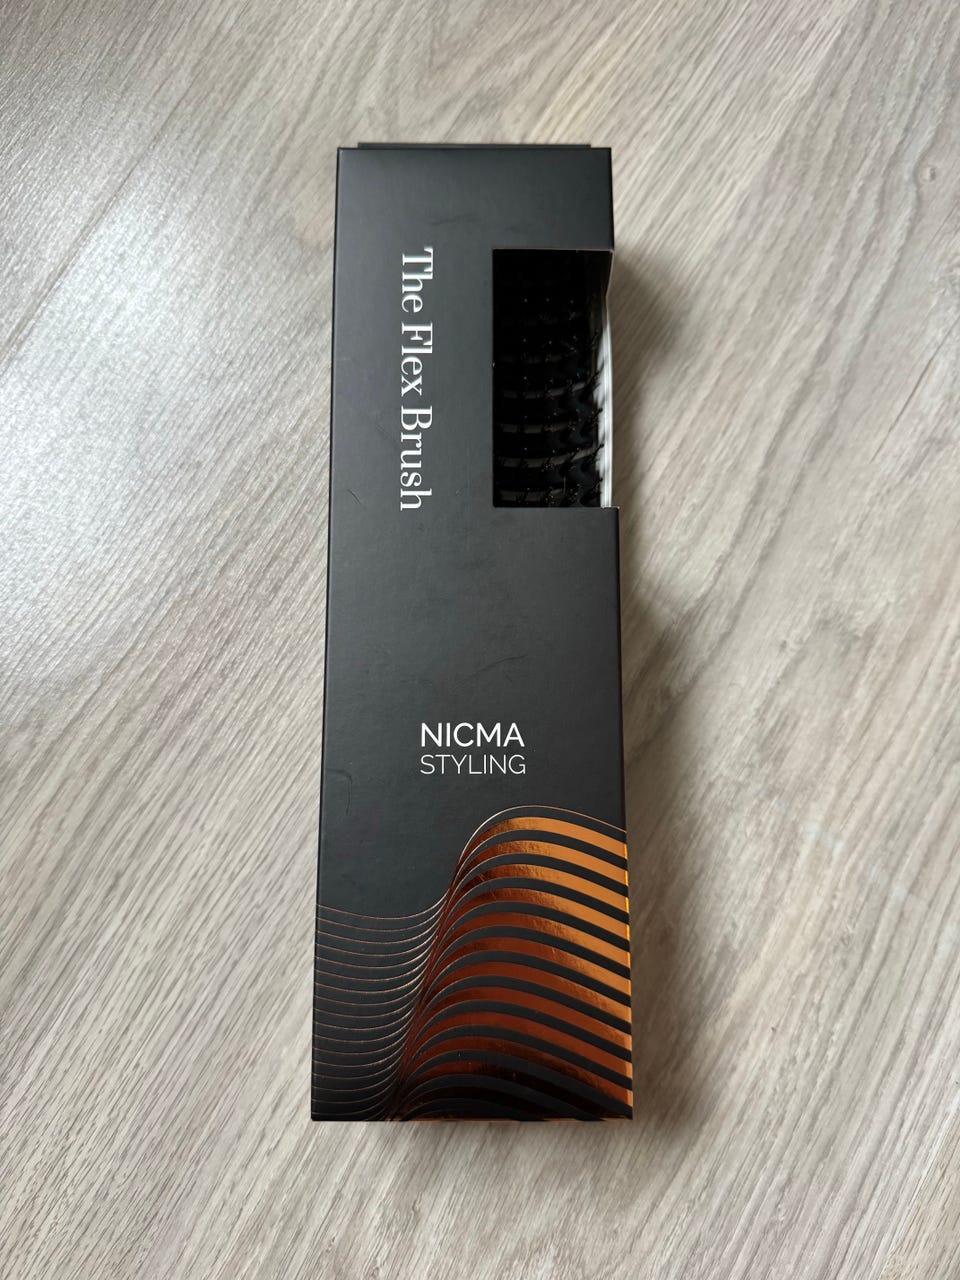 The Flex Brush
NICMA
STYLING